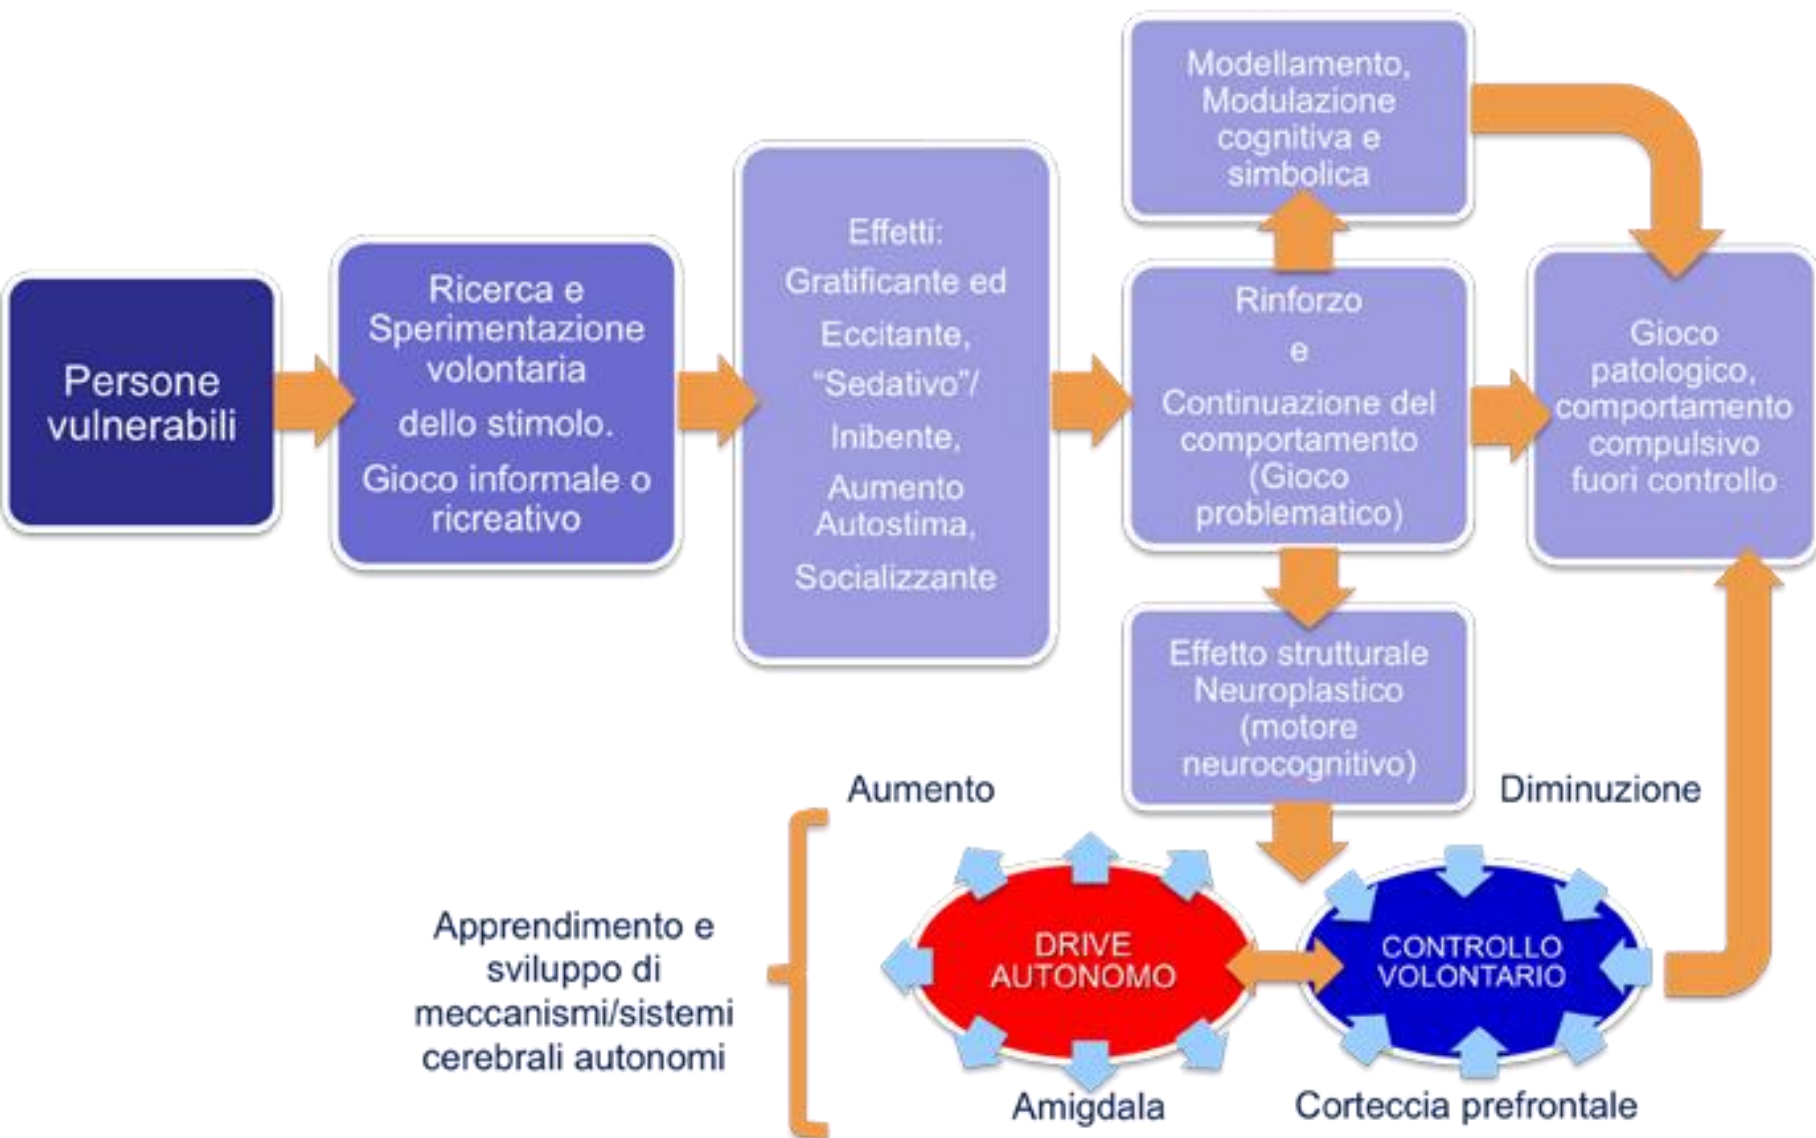 Persone
vulnerabili
Ricerca e
Sperimentazione
volontaria
dello stimolo.
Gioco informale o
ricreativo
Effetti:
Gratificante ed
Eccitante,
“Sedativo”/
Inibente,
Aumento
Autostima,
Socializzante
Modellamento,
Modulazione
cognitiva e
simbolica
Rinforzo
e
Continuazione del
comportamento
(Gioco
problematico)
Gioco
patologico,
comportamento
compulsivo
fuori controllo
Effetto strutturale
Neuroplastico
(motore
neurocognitivo)
Aumento
Diminuzione
Apprendimento e
sviluppo di
meccanismi/sistemi
cerebrali autonomi
DRIVE
AUTONOMO
CONTROLLO
VOLONTARIO
Amigdala
Corteccia prefrontale